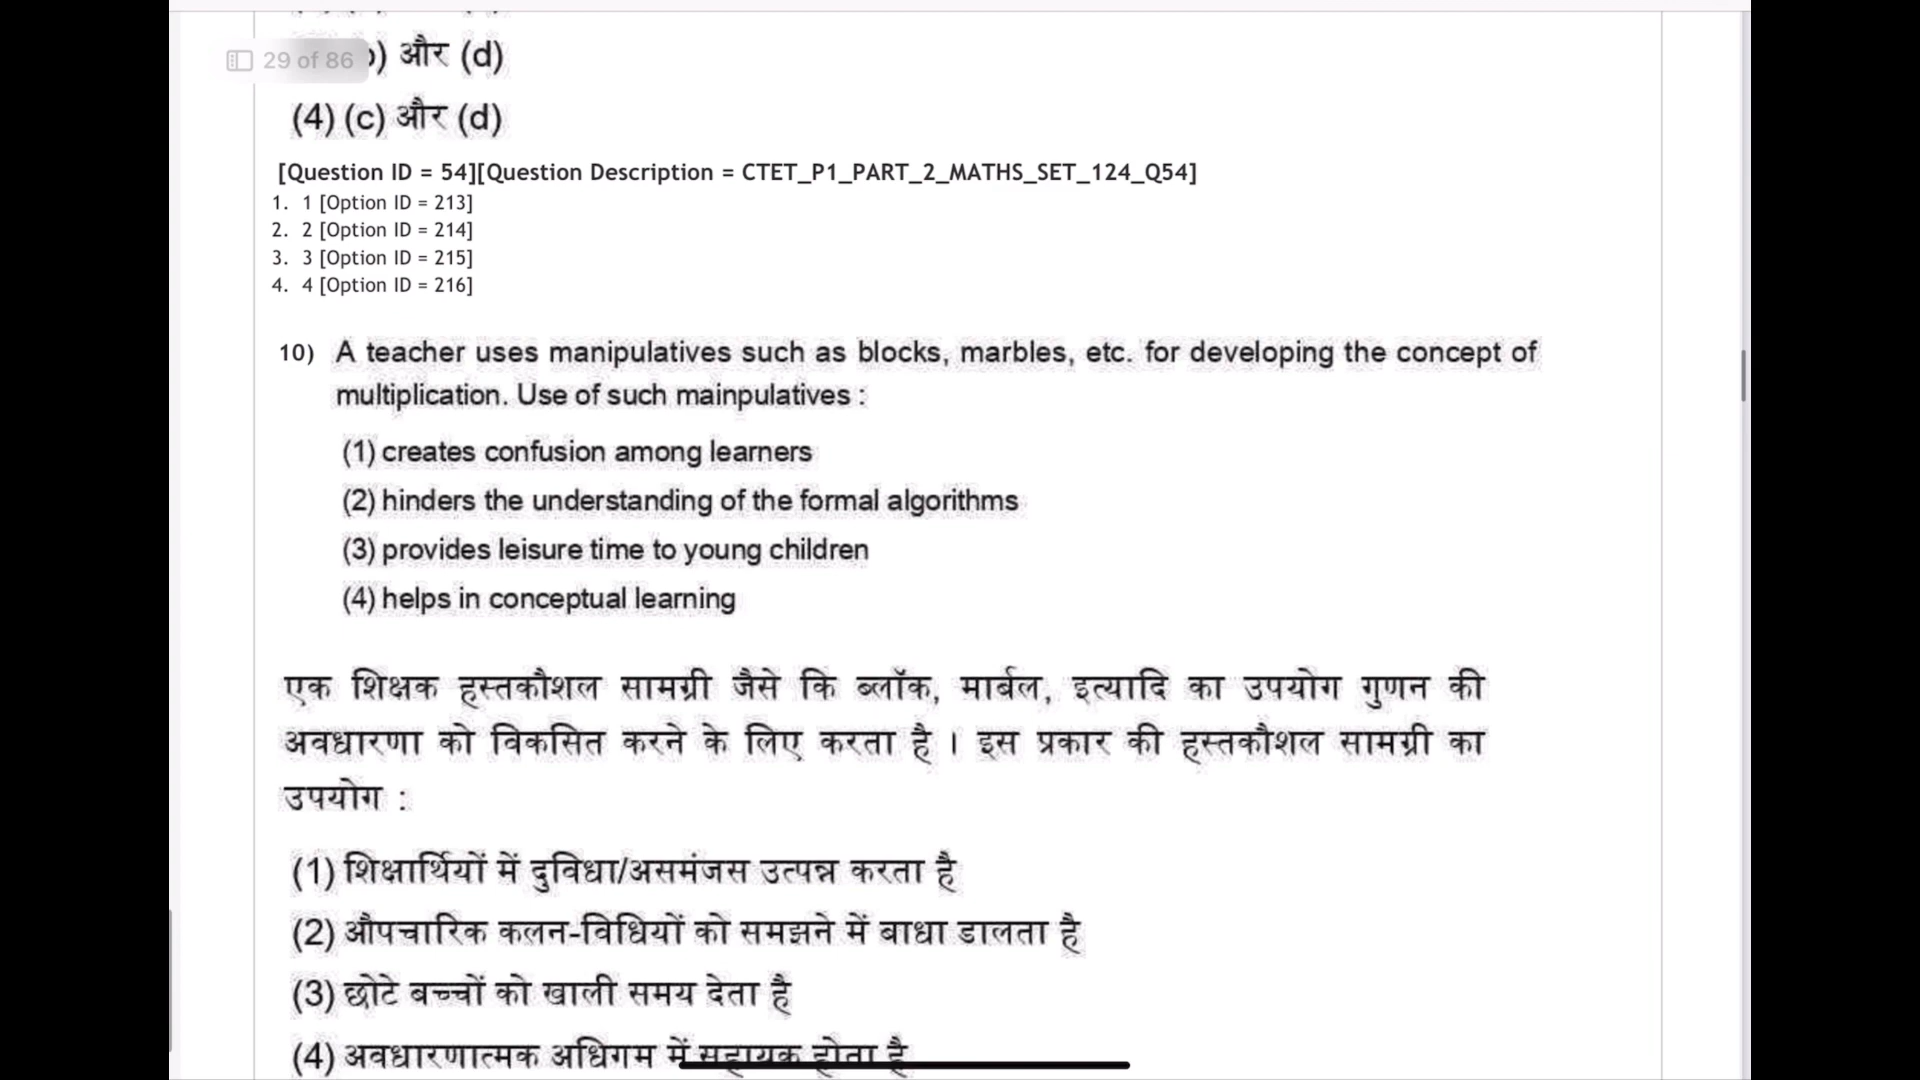 29 of 86
) और (d)
(4) (c) और (d)
[Question ID = 54][Question Description = CTET_P1_PART_2_MATHS_SET_124_Q54]
1. 1 [Option ID = 213]
2. 2 [Option ID = 214]
3. 3 [Option ID = 215]
4. 4 [Option ID = 216]
10) A teacher uses manipulatives such as blocks, marbles, etc. for developing the concept of
multiplication. Use of such mainpulatives :
(1) creates confusion among learners
(2) hinders the understanding of the formal algorithms
(3) provides leisure time to young children
(4) helps in conceptual learning
एक शिक्षक हस्तकौशल सामग्री जैसे कि ब्लॉक, मार्बल, इत्यादि का उपयोग गुणन की
अवधारणा को विकसित करने के लिए करता है । इस प्रकार की हस्तकौशल सामग्री का
उपयोग :
(1) शिक्षार्थियों में दुविधा/असमंजस उत्पन्न करता है
(2) औपचारिक कलन-विधियों को समझने में बाधा डालता है
(3) छोटे बच्चों को खाली समय देता है
(4) अवधारणात्मक अधिगम में सहायक होता है